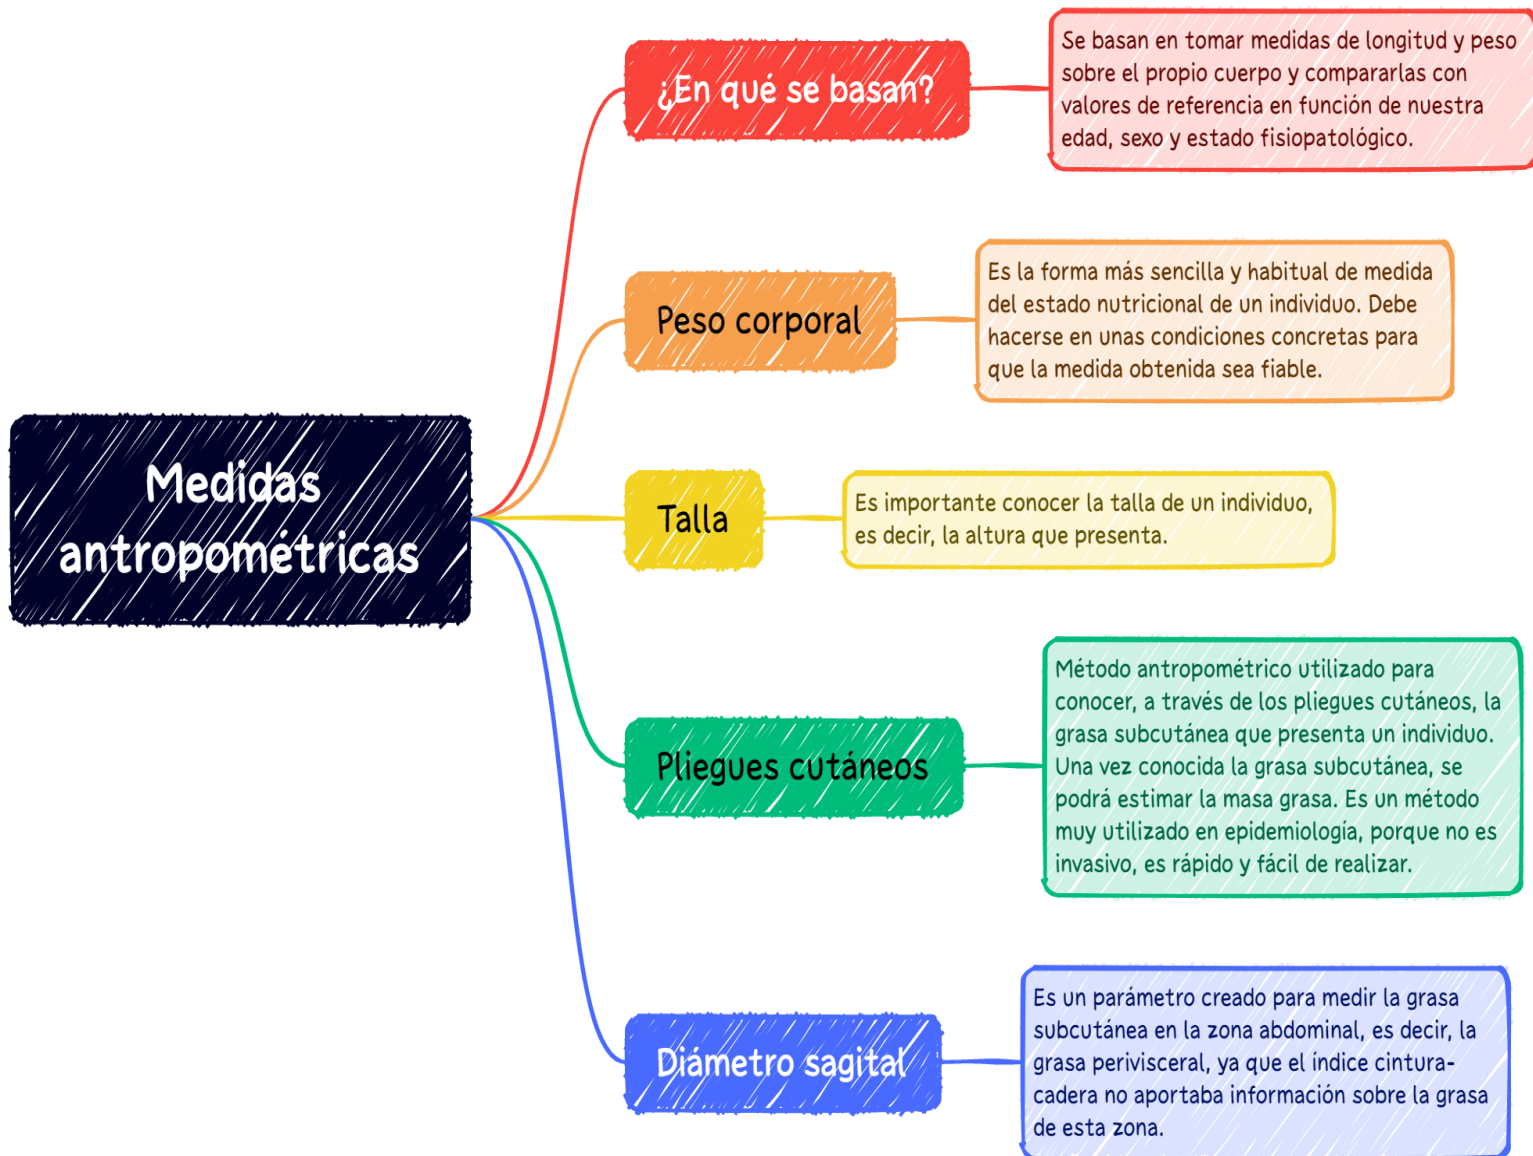 Medidas
antropométricas
¿En qué se basan?
Se basan en tomar medidas de longitud y peso
sobre el propio cuerpo y compararlas con
valores de referencia en función de nuestra
edad, sexo y estado fisiopatológico.
Peso corporal
Es la forma más sencilla y habitual de medida
del estado nutricional de un individuo. Debe
hacerse en unas condiciones concretas para
que la medida obtenida sea fiable.
Talla
Es importante conocer la talla de un individuo,
es decir, la altura que presenta.
Pliegues cutáneos
Método antropométrico utilizado para
conocer, a través de los pliegues cutáneos, la
grasa subcutánea que presenta un individuo.
Una vez conocida la grasa subcutánea, se
podrá estimar la masa grasa. Es un método
muy utilizado en epidemiología, porque no es
invasivo, es rápido y fácil de realizar.
Diámetro sagital
Es un parámetro creado para medir la grasa
subcutánea en la zona abdominal, es decir, la
grasa perivisceral, ya que el índice cintura-
cadera no aportaba información sobre la grasa
de esta zona.